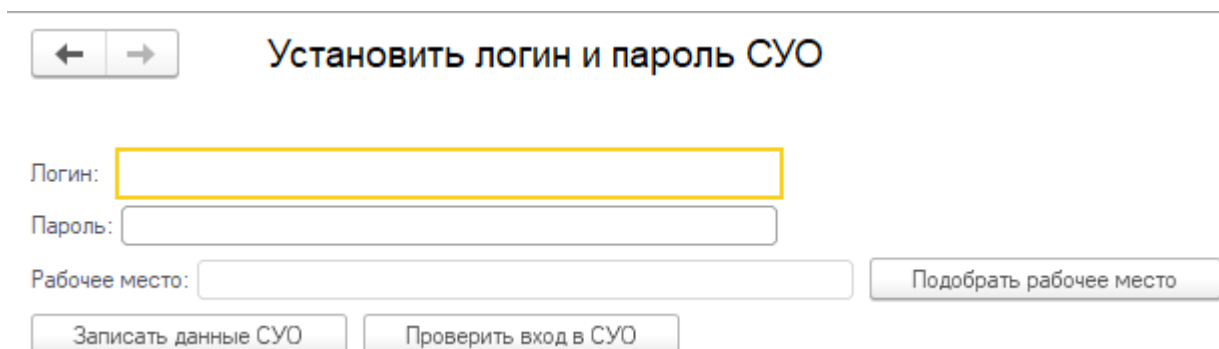 Установить логин и пароль СУО
Логин:
Пароль:
Рабочее место: Подобрать рабочее место
Записать данные СУО Проверить вход в СУО